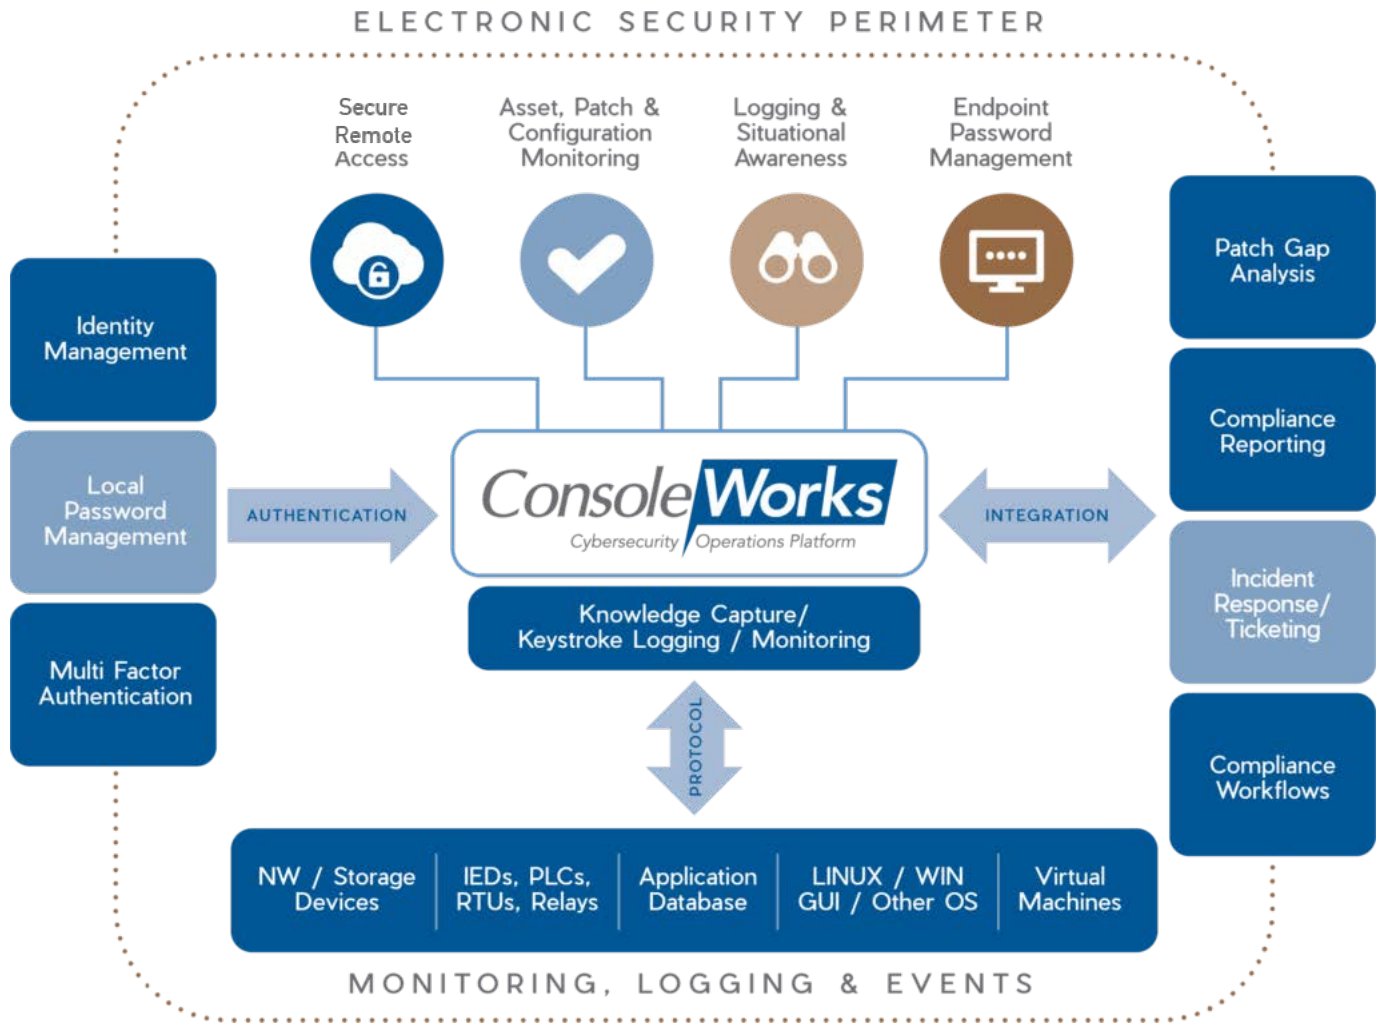 ELECTRONIC SECURITY PERIMETER
Secure
Remote
Access
Asset, Patch &
Configuration
Monitoring
Logging &
Situational
Awareness
Endpoint
Password
Management
Identity
Management
Local
Password
Management
Multi Factor
Authentication
AUTHENTICATION
ConsoleWorks
Cybersecurity Operations Platform
Knowledge Capture/
Keystroke Logging / Monitoring
INTEGRATION
Patch Gap
Analysis
Compliance
Reporting
Incident
Response/
Ticketing
Compliance
Workflows
PROTOCOL
NW / Storage
Devices
IEDs, PLCs,
RTUs, Relays
Application
Database
LINUX / WIN
GUI / Other OS
Virtual
Machines
MONITORING, LOGGING & EVENTS